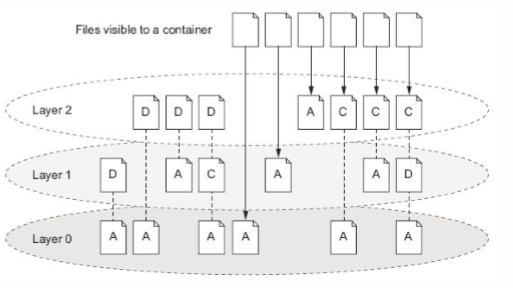 Files visible to a container
Layer 2 D D D A C C C
Layer 1 D A C A A D
Layer 0 A A A A A A